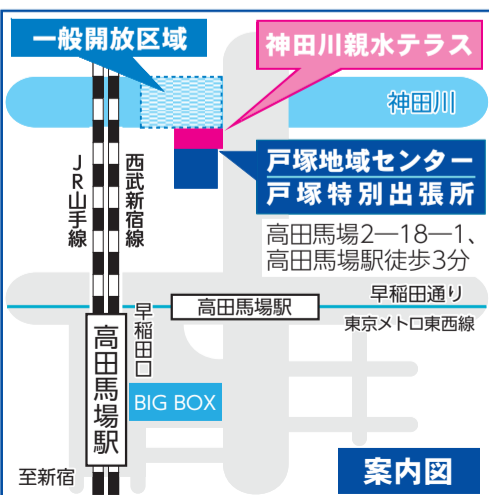 一般開放区域
神田川親水テラス
神田川
JR山手線
西武新宿線
戸塚地域センター
戸塚特別出張所
高田馬場2―18―1、
高田馬場駅徒歩3分
早稲田通り
高田馬場駅
東京メトロ東西線
早稲田口
高田馬場駅
BIG BOX
至新宿
案内図